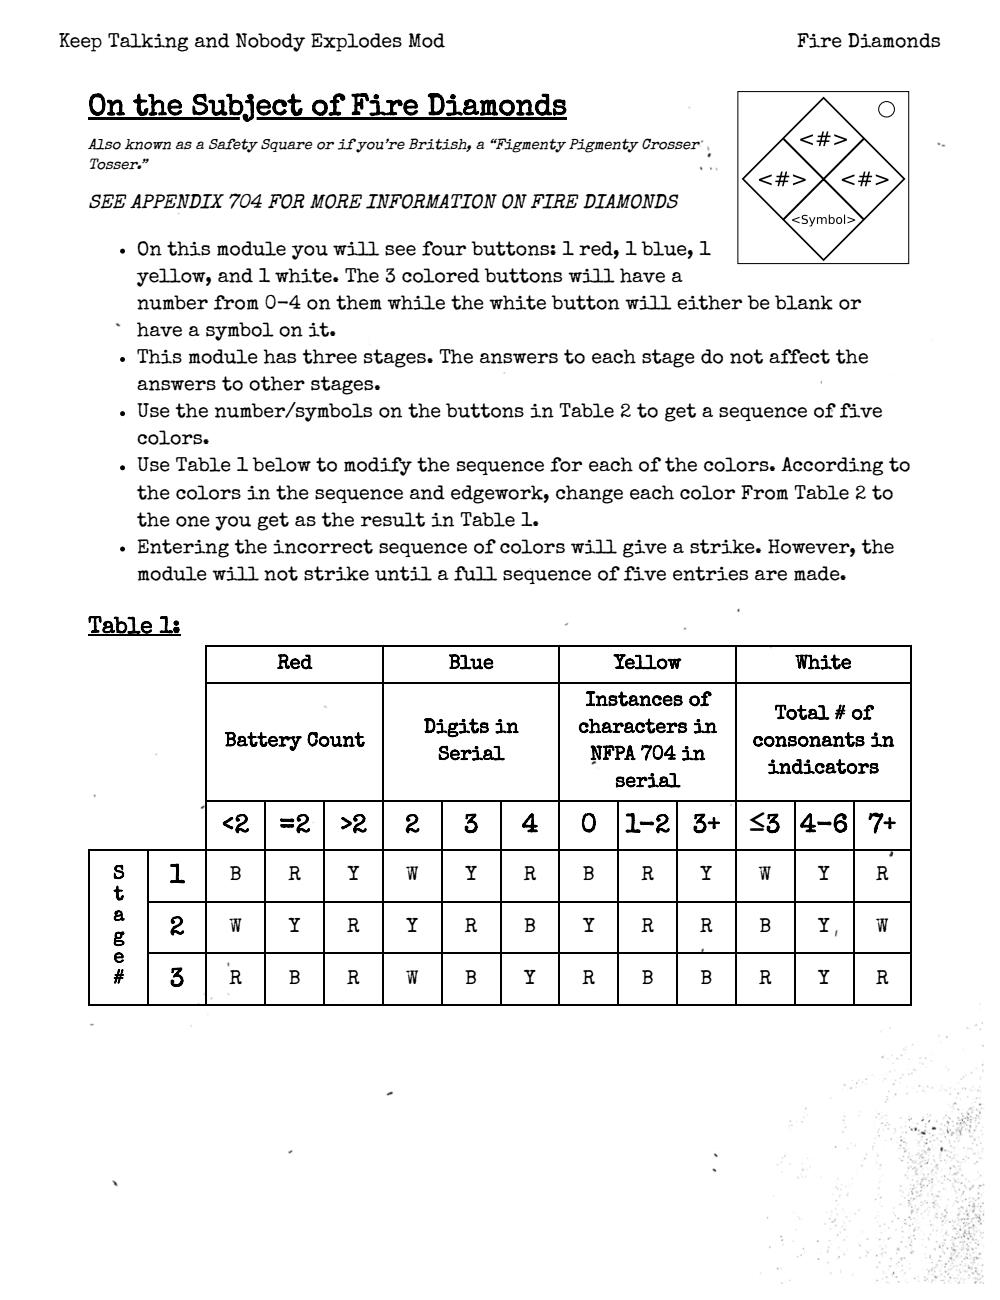 Keep Talking and Nobody Explodes Mod
Fire Diamonds
On the Subject of Fire Diamonds
Also known as a Safety Square or if you're British, a “Figmenty Pigmenty Crosser
Tosser.”
SEE APPENDIX 704 FOR MORE INFORMATION ON FIRE DIAMONDS
<#>
<#> <#>
<Symbol>
• On this module you will see four buttons: 1 red, 1 blue, 1
yellow, and 1 white. The 3 colored buttons will have a
number from 0-4 on them while the white button will either be blank or
have a symbol on it.
• This module has three stages. The answers to each stage do not affect the
answers to other stages.
• Use the number/symbols on the buttons in Table 2 to get a sequence of five
colors.
• Use Table 1 below to modify the sequence for each of the colors. According to
the colors in the sequence and edgework, change each color From Table 2 to
the one you get as the result in Table 1.
• Entering the incorrect sequence of colors will give a strike. However, the
module will not strike until a full sequence of five entries are made.
Table 1:
Red Blue Yellow White
Battery Count
Digits in
Serial
Instances of
characters in
NFPA 704 in
serial
Total # of
consonants in
indicators
<2 =2 >2 2 3 4 0 1-2 3+ ≤3 4-6 7+
Stage#
1 B R Y W Y R B R Y W Y R
2 W Y R Y R B Y R R B Y W
3 R B R W B Y R B B R Y R